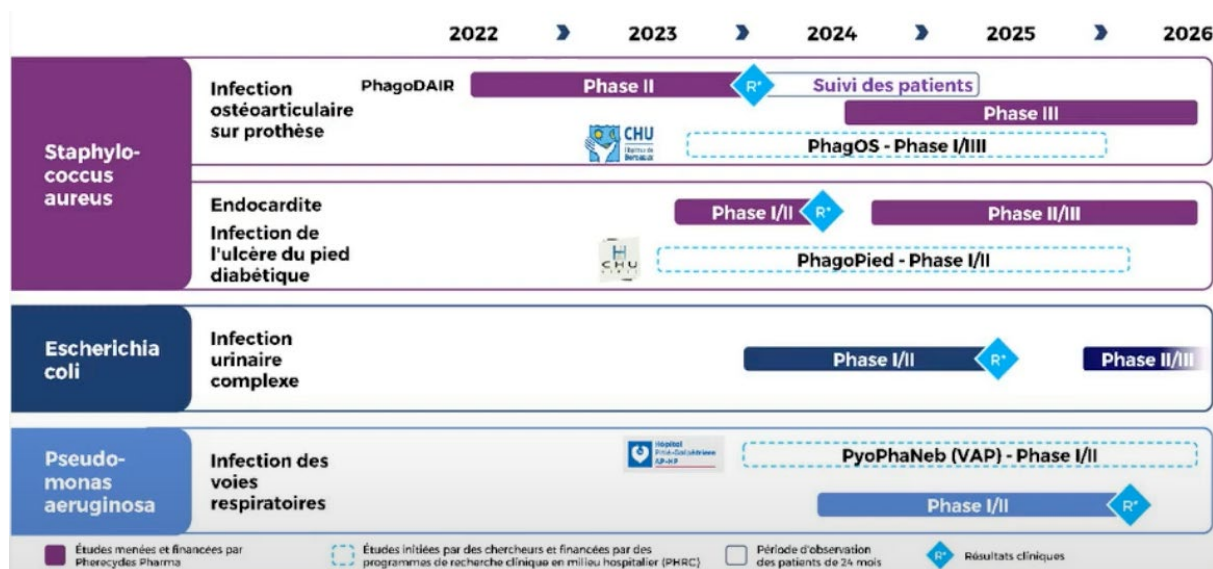 2022 2023 2024 2025 2026
Staphylo-
coccus
aureus
Infection
ostéoarticulaire
sur prothèse
PhagoDAIR
Phase II
R*
Suivi des patients
Phase III
CHU
PhagOS - Phase I/IIII
Endocardite
Phase I/II
R*
Phase II/III
Infection de
l'ulcère du pied
diabétique
CHU
PhagoPied - Phase I/II
Escherichia
coli
Infection
urinaire
complexe
Phase I/II
R*
Phase II/III
Pseudo-
monas
aeruginosa
Infection des
voies
respiratoires
Hôpital
Pitié-Salpêtrière
AP-HP
PyoPhaNeb (VAP) - Phase I/II
Phase I/II
R*
Études menées et financées par
Pherecydes Pharma
Études initiées par des chercheurs et financées par des
programmes de recherche clinique en milieu hospitalier (PHRC)
Période d'observation
des patients de 24 mois
R*
Résultats cliniques